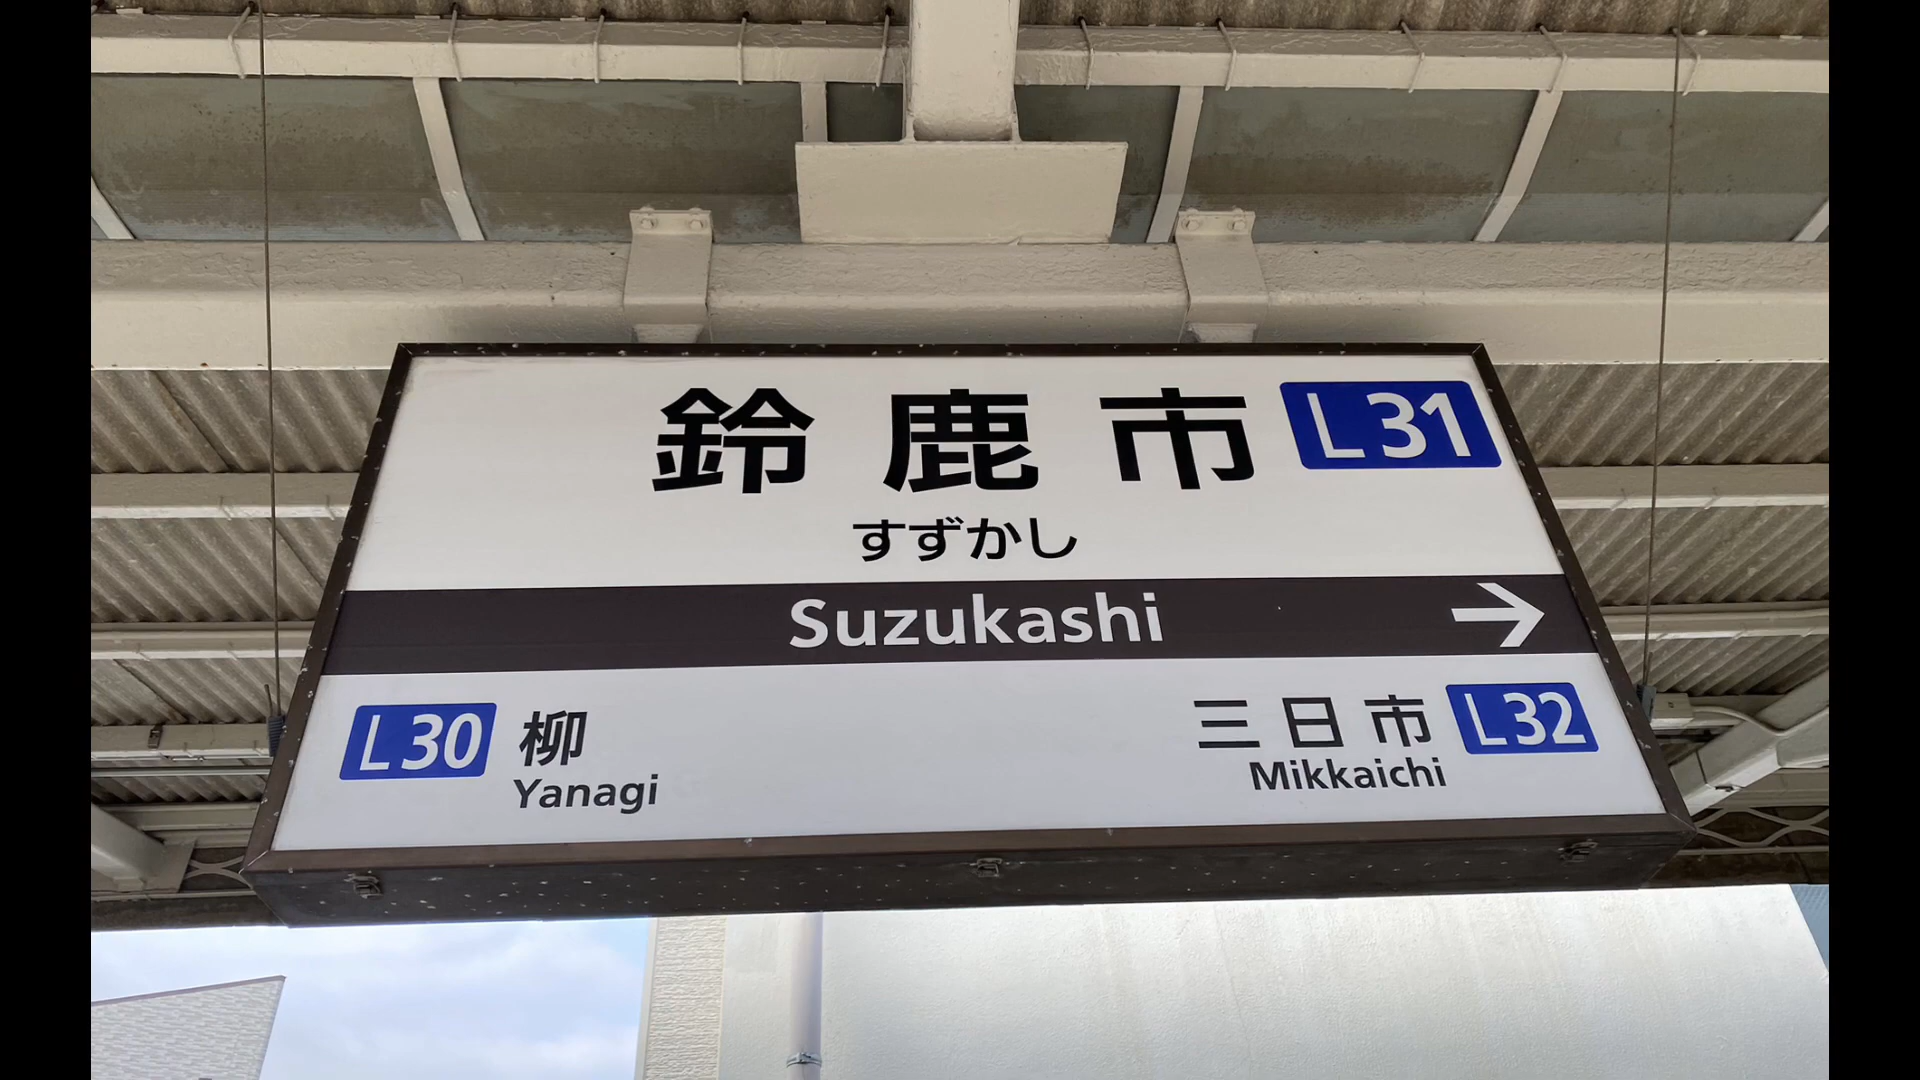 鈴鹿市 L31
すずかし
Suzukashi →
L30 柳
Yanagi
三日市 L32
Mikkaichi